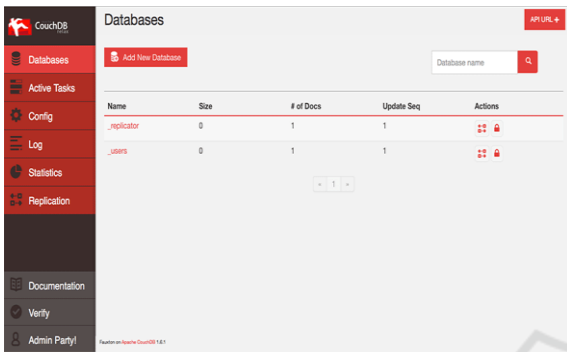 CouchDB
relax
Databases
Active Tasks
Config
Log
Statistics
Replication
Documentation
Verify
Admin Party!
Databases
API URL
Add New Database
Database name
Name Size # of Docs Update Seq Actions
_replicator 0 1 1
_users 0 1 1
« 1 »
Fauxton on Apache CouchDB 1.6.1